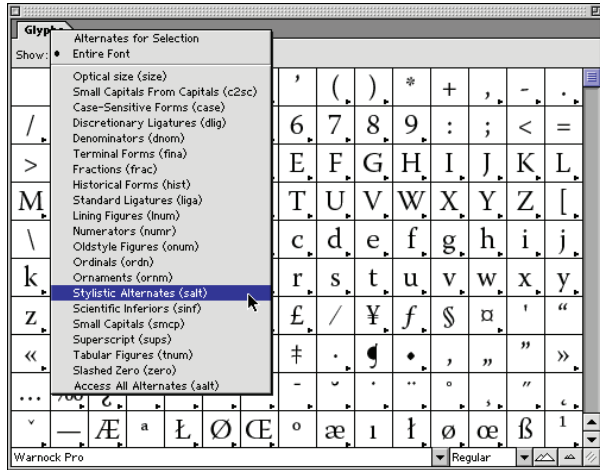 Glyph
Show:
Alternates for Selection
• Entire Font
Optical size (size)
Small Capitals From Capitals (c2sc)
Case-Sensitive Forms (case)
Discretionary Ligatures (dlig)
Denominators (dnom)
Terminal Forms (fina)
Fractions (frac)
Historical Forms (hist)
Standard Ligatures (liga)
Lining Figures (lnum)
Numerators (numr)
Oldstyle Figures (onum)
Ordinals (ordn)
Ornaments (ornm)
Stylistic Alternates (salt)
Scientific Inferiors (sinf)
Small Capitals (smcp)
Superscript (sups)
Tabular Figures (tnum)
Slashed Zero (zero)
Access All Alternates (aalt)
' ( ) * + , - .
/ 6 7 8 9 : ; < =
> E F G H I J K L
M T U V W X Y Z [
\ c d e f g h i j
k r s t u v w x y
z £ ⁄ ¥ ƒ § ¤ ' “
« ‡ · ¶ • ‚ „ ” »
… ‰ ¿ ¯ ˘ ˙ ¨ ˚ ¸ ˝ ˛
ˇ — Æ ª Ł Ø Œ º æ ı ł ø œ ß ¹
Warnock Pro
Regular